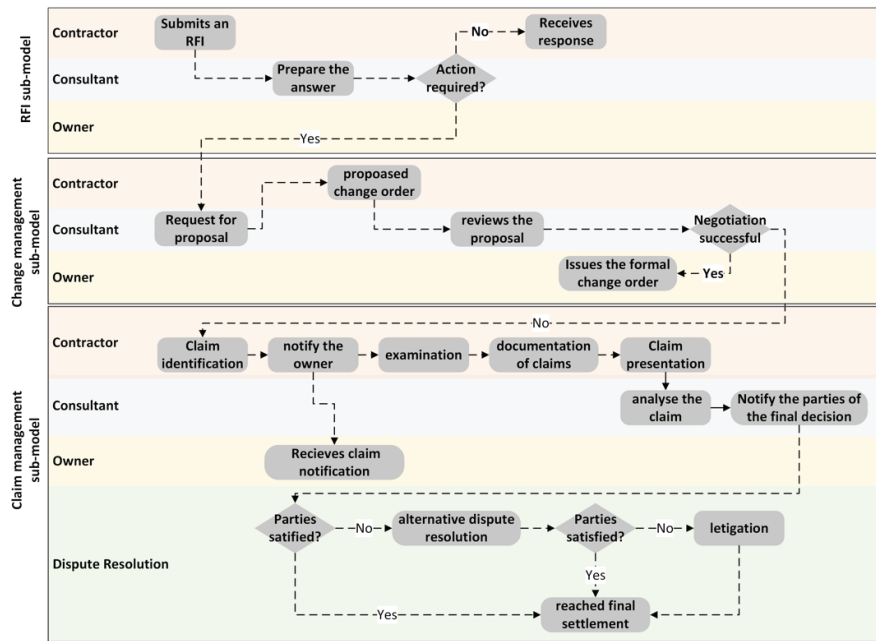 RFI sub-model
Contractor
Submits an
RFI
No
Receives
response
Consultant
Prepare the
answer
Action
required?
Owner
Yes
Change management
sub-model
Contractor
propoased
change order
Consultant
Request for
proposal
reviews the
proposal
Negotiation
successful
Owner
Issues the formal
change order
Yes
Claim management
sub-model
No
Contractor
Claim
identification
notify the
owner
examination
documentation
of claims
Claim
presentation
Consultant
analyse the
claim
Notify the parties of
the final decision
Owner
Recieves claim
notification
Dispute Resolution
Parties
satified?
No
alternative dispute
resolution
Parties
satisfied?
No
letigation
Yes
Yes
reached final
settlement